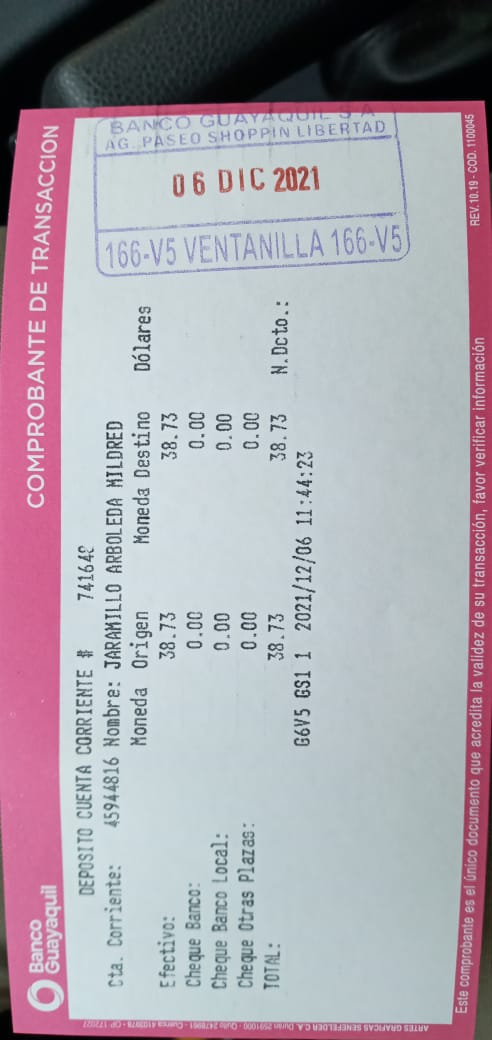 Banco
Guayaquil
COMPROBANTE DE TRANSACCION
BANCO GUAYAQUIL S A
AG. PASEO SHOPPIN LIBERTAD
06 DIC 2021
166-V5 VENTANILLA 166-V5
DEPOSITO CUENTA CORRIENTE # 741649
Cta. Corriente: 45944816 Nombre: JARAMILLO ARBOLEDA MILDRED
Moneda Origen Moneda Destino Dólares
Efectivo: 38.73 38.73
Cheque Banco: 0.00 0.00
Cheque Banco Local: 0.00 0.00
Cheque Otras Plazas: 0.00 0.00
TOTAL: 38.73 38.73 N.Dcto.:
G6V5 GS1 1 2021/12/06 11:44:23
Este comprobante es el único documento que acredita la validez de su transacción, favor verificar información
REV. 10.19 - COD. 1100045
ARTES GRAFICAS SENEFELDER C.A. Durán 2591000 - Quito 2478961 - Cuenca 4103978 - OP 172027